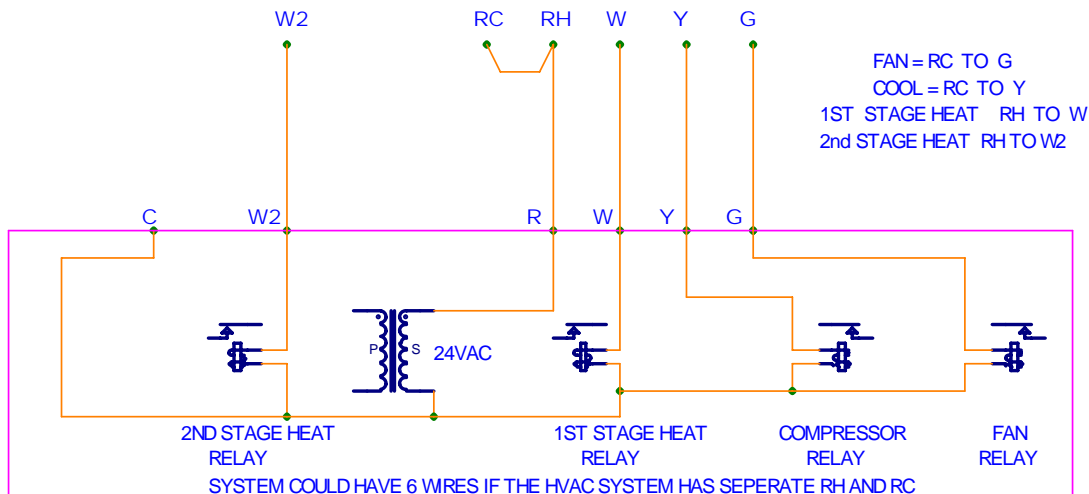 W2 RC RH W Y G
FAN = RC TO G
COOL = RC TO Y
1ST STAGE HEAT RH TO W
2nd STAGE HEAT RH TO W2
C W2 R W Y G
P S 24VAC
2ND STAGE HEAT
RELAY
1ST STAGE HEAT
RELAY
COMPRESSOR
RELAY
FAN
RELAY
SYSTEM COULD HAVE 6 WIRES IF THE HVAC SYSTEM HAS SEPERATE RH AND RC